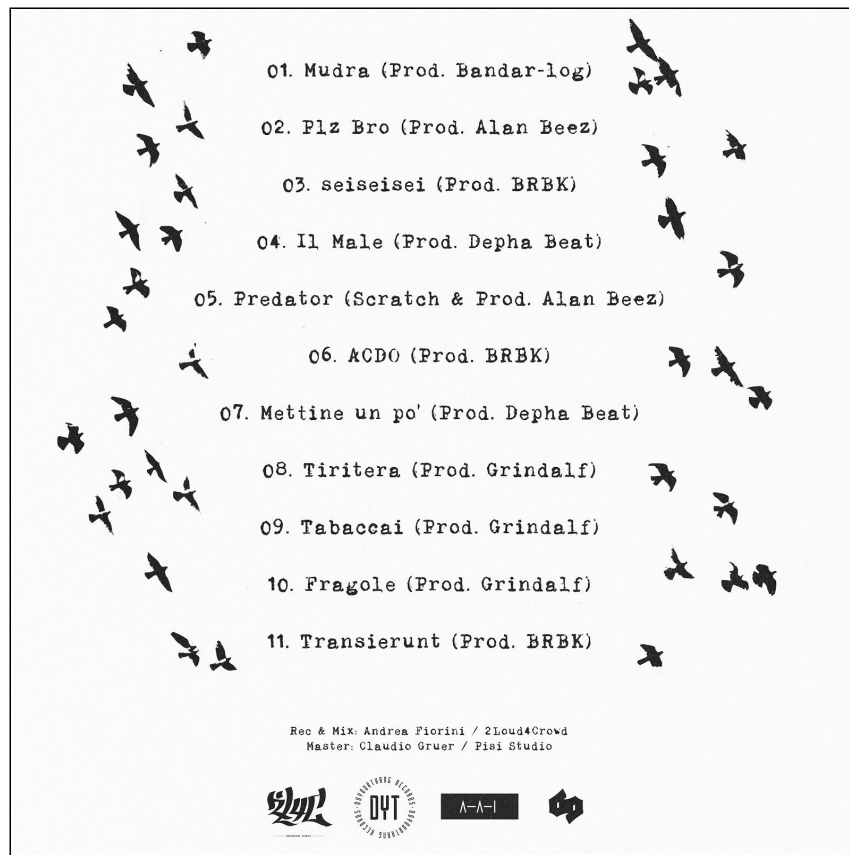 01. Mudra (Prod. Bandar-log)
02. Plz Bro (Prod. Alan Beez)
03. seiseisei (Prod. BRBK)
04. Il Male (Prod. Depha Beat)
05. Predator (Scratch & Prod. Alan Beez)
06. ACDO (Prod. BRBK)
07. Mettine un po' (Prod. Depha Beat)
08. Tiritera (Prod. Grindalf)
09. Tabaccai (Prod. Grindalf)
10. Fragole (Prod. Grindalf)
11. Transierunt (Prod. BRBK)
Rec & Mix: Andrea Fiorini / 2Loud4Crowd
Master: Claudio Gruer / Pisi Studio
DYT